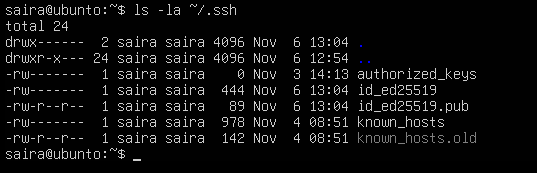 saira@ubunto:~$ ls -la ~/.ssh
total 24
drwx------  2 saira saira 4096 Nov  6 13:04 .
drwxr-x--- 24 saira saira 4096 Nov  6 12:54 ..
-rw-------  1 saira saira    0 Nov  3 14:13 authorized_keys
-rw-------  1 saira saira  444 Nov  6 13:04 id_ed25519
-rw-r--r--  1 saira saira   89 Nov  6 13:04 id_ed25519.pub
-rw-------  1 saira saira  978 Nov  4 08:51 known_hosts
-rw-r--r--  1 saira saira  142 Nov  4 08:51 known_hosts.old
saira@ubunto:~$ _